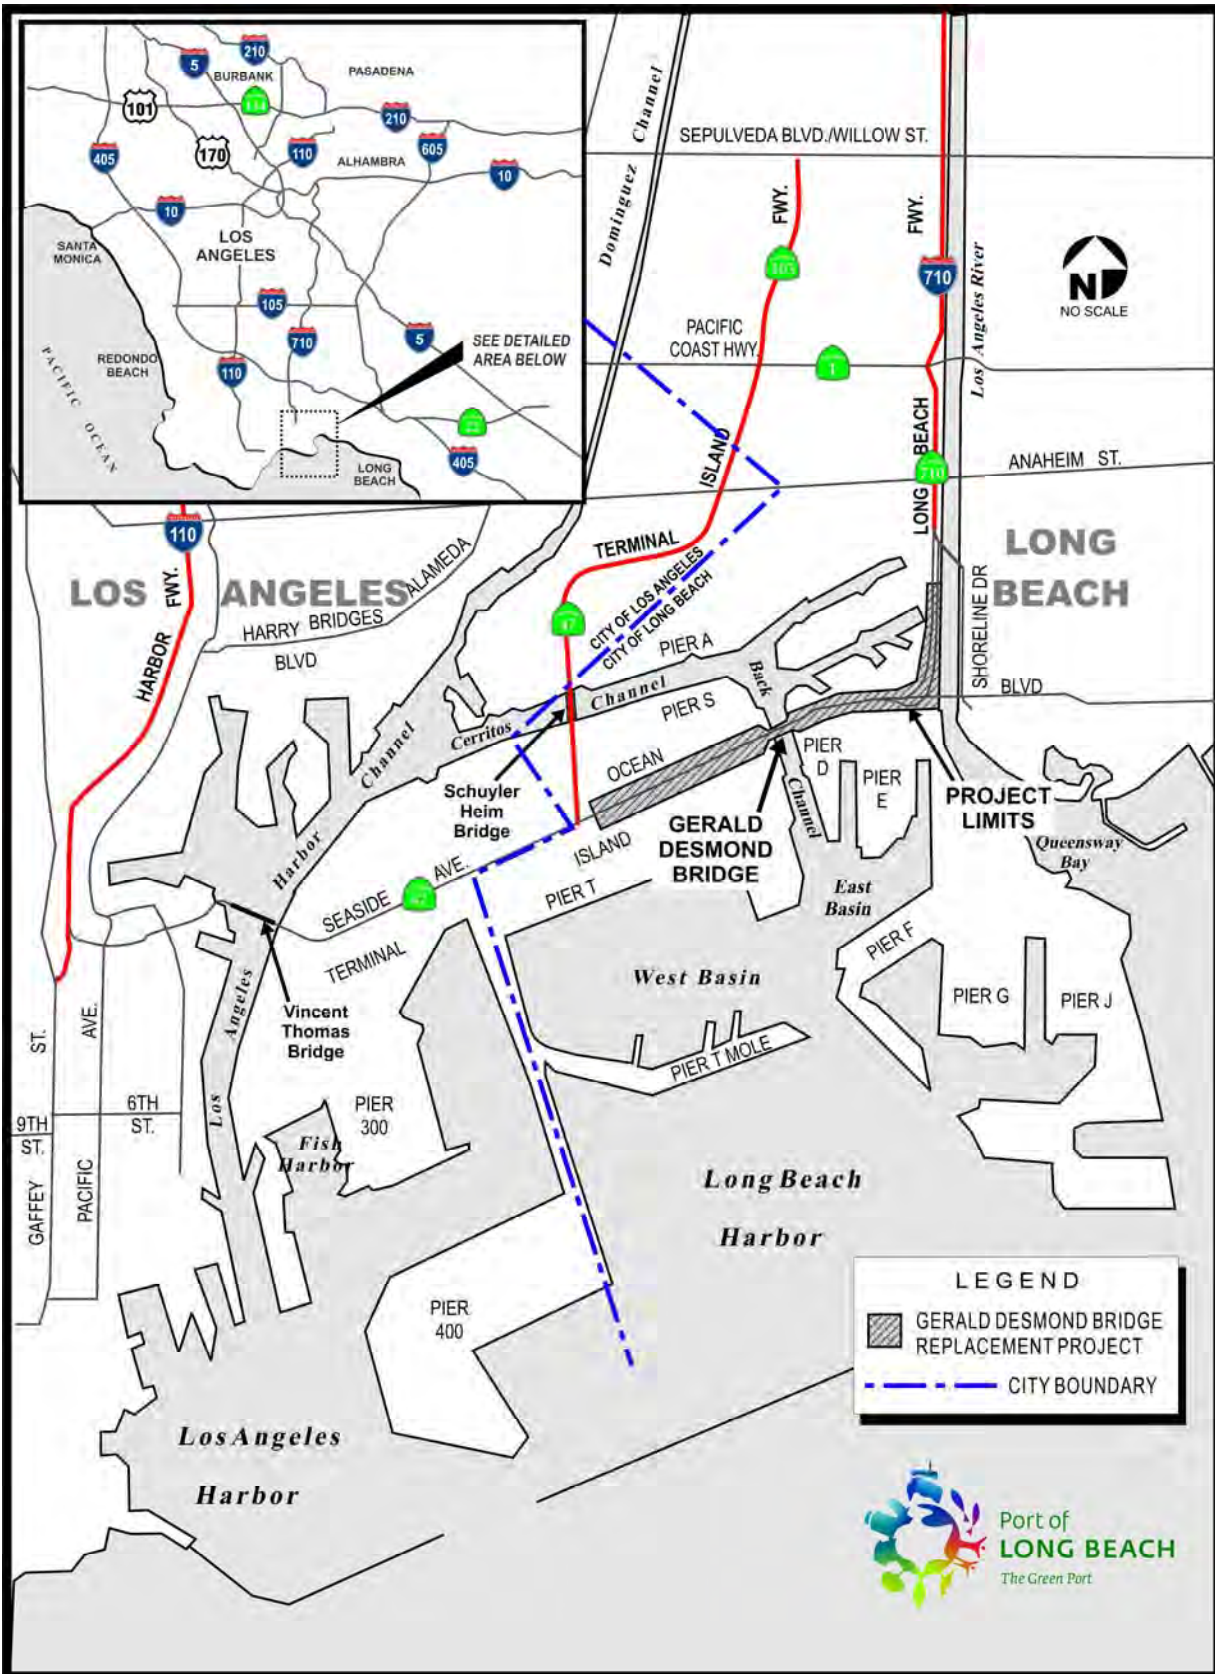 210
5
BURBANK
PASADENA
101
134
210
170
110
605
405
ALHAMBRA
10
10
LOS
ANGELES
SANTA
MONICA
105
710
5
SEE DETAILED
AREA BELOW
REDONDO
BEACH
110
PACIFIC OCEAN
22
405
LONG
BEACH
Dominguez Channel
SEPULVEDA BLVD./WILLOW ST.
FWY.
FWY.
103
710
Los Angeles River
N
NO SCALE
PACIFIC
COAST HWY.
1
ISLAND
LONG BEACH
710
ANAHEIM ST.
110
TERMINAL
LONG
BEACH
LOS ANGELES
HARBOR FWY.
ALAMEDA
HARRY BRIDGES
BLVD
47
CITY OF LOS ANGELES
CITY OF LONG BEACH
PIER A
SHORELINE DR
BLVD
Back
Channel
Cerritos Channel
PIER S
OCEAN
Schuyler
Heim
Bridge
PIER
D
PIER
E
PROJECT
LIMITS
GERALD
DESMOND
BRIDGE
Queensway
Bay
Los Angeles Harbor Channel
SEASIDE AVE.
47
ISLAND
PIER T
East
Basin
TERMINAL
PIER F
West Basin
PIER G
PIER J
Vincent
Thomas
Bridge
PIER T MOLE
ST.
AVE.
6TH
ST.
9TH
ST.
PIER
300
Fish
Harbor
GAFFEY
PACIFIC
Long Beach
Harbor
PIER
400
LEGEND
GERALD DESMOND BRIDGE
REPLACEMENT PROJECT
CITY BOUNDARY
Los Angeles
Harbor
Port of
LONG BEACH
The Green Port